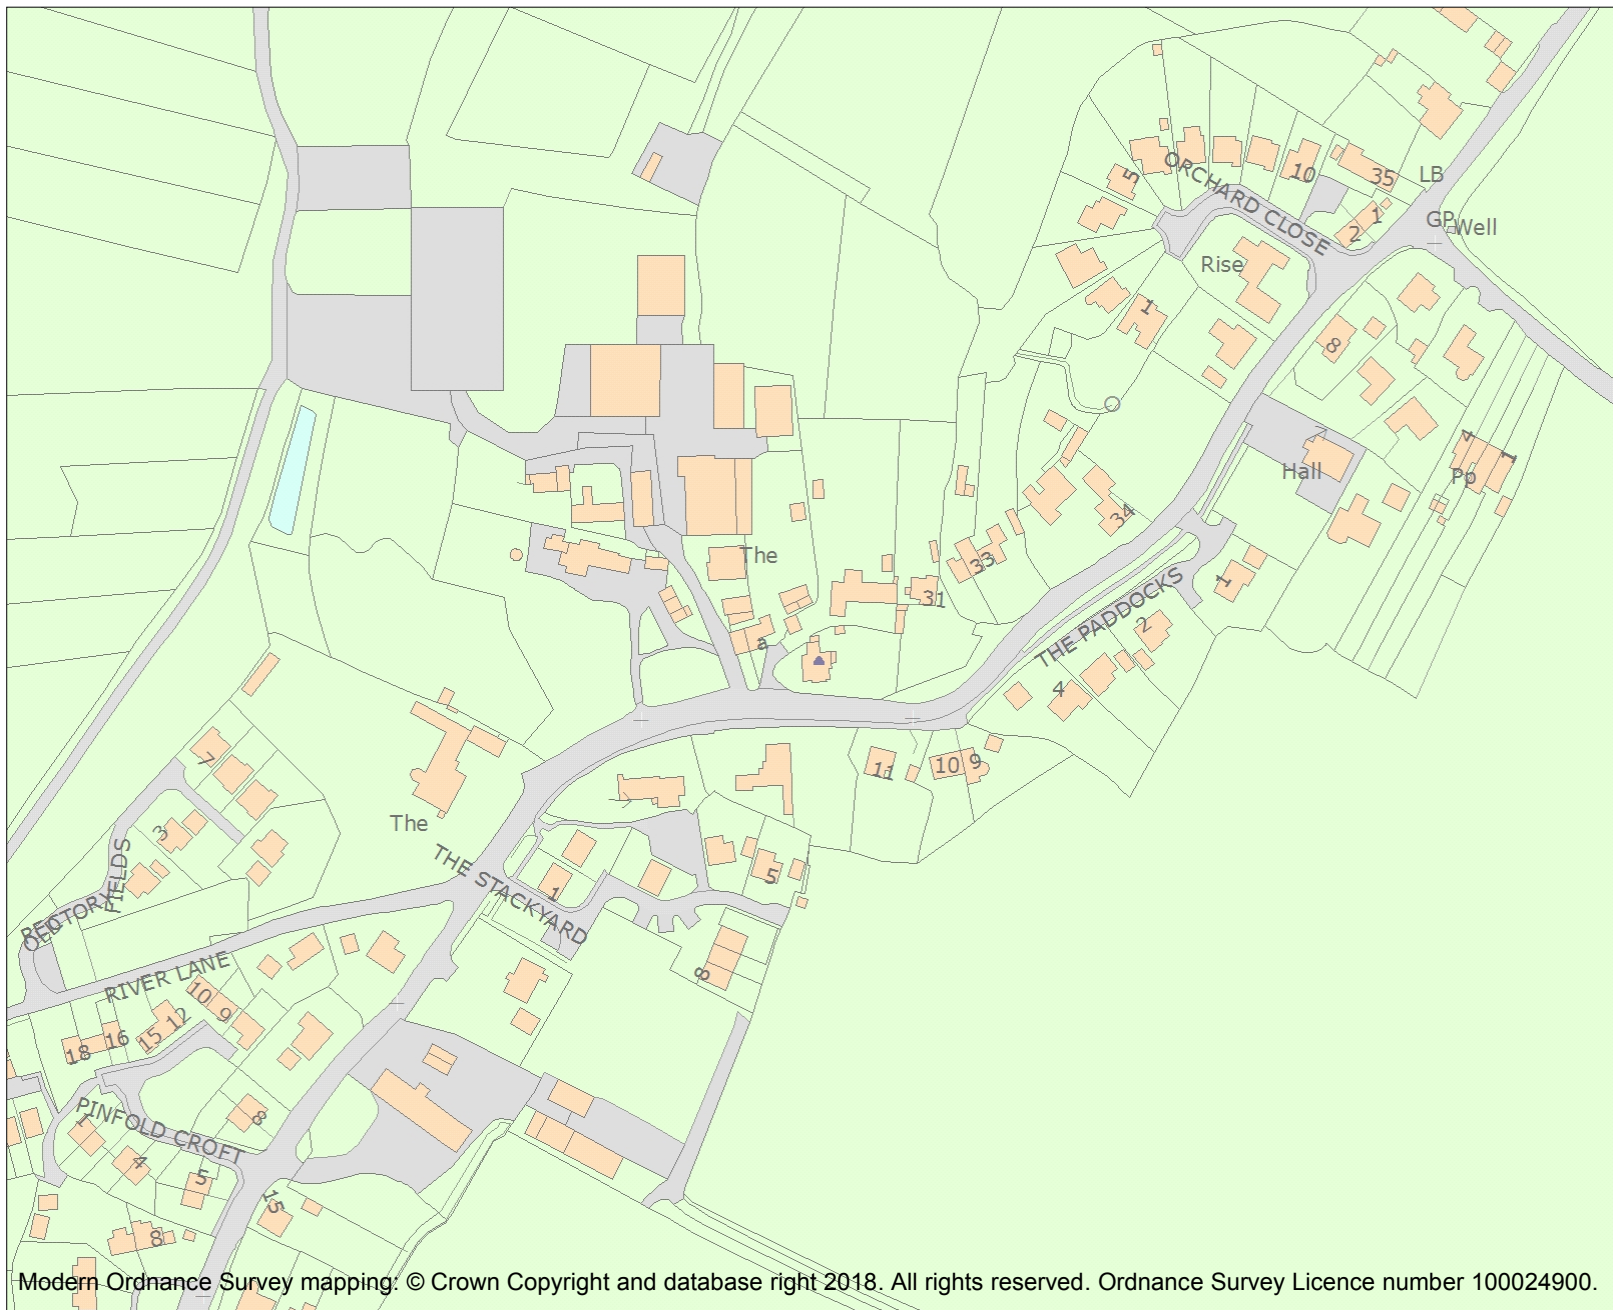 5
ORCHARD CLOSE
10
35
LB
1
2
GP
Well
Rise
1
8
7
Hall
4
1
Pp
34
The
33
31
1
THE PADDOCKS
2
a
4
7
11
10
9
The
3
THE STACKYARD
1
5
OLD
RECTORY
FIELDS
RIVER LANE
8
10
9
12
15
16
18
PINFOLD CROFT
1
8
4
5
15
8
Modern Ordnance Survey mapping: © Crown Copyright and database right 2018. All rights reserved. Ordnance Survey Licence number 100024900.